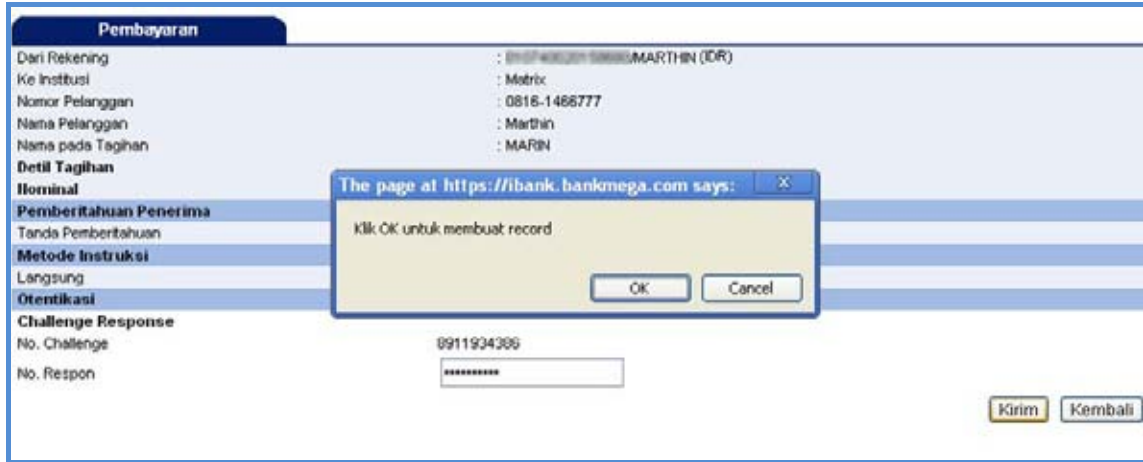 Pembayaran
Dari Rekening : /MARTHIN (IDR)
Ke Institusi : Matrix
Nomor Pelanggan : 0816-1466777
Nama Pelanggan : Marthin
Nama pada Tagihan : MARIN
Detil Tagihan
Nominal
The page at https://ibank.bankmega.com says:
Pemberitahuan Penerima
Tanda Pemberitahuan
Klik OK untuk membuat record
Metode Instruksi
Langsung
OK Cancel
Otentikasi
Challenge Response
No. Challenge 8911934386
No. Respon ••••••••••
Kirim Kembali